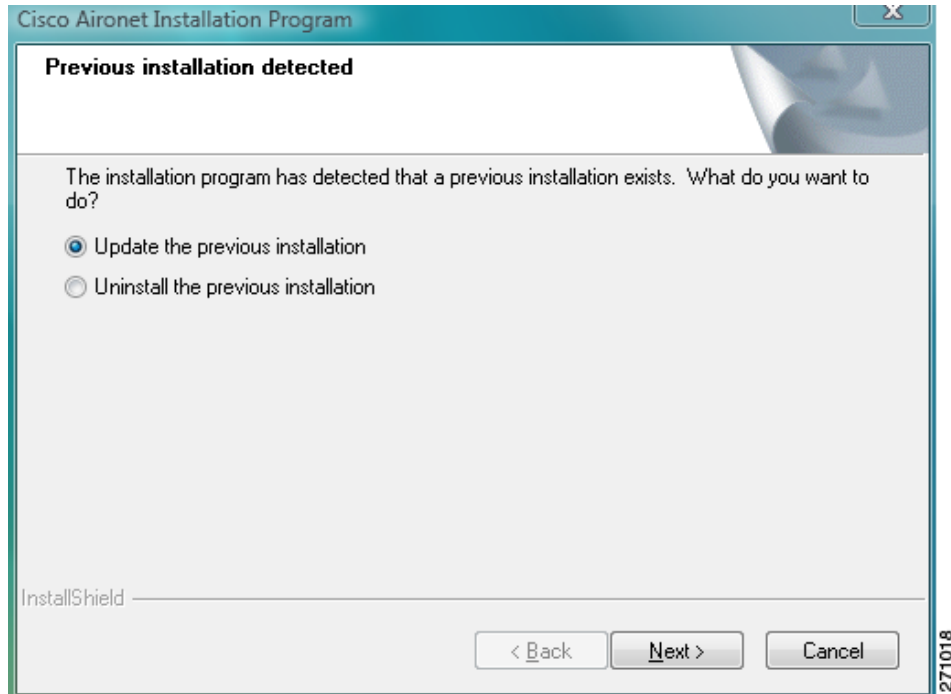 Cisco Aironet Installation Program
X
Previous installation detected
The installation program has detected that a previous installation exists. What do you want to
do?
Update the previous installation
Uninstall the previous installation
InstallShield
< Back
Next >
Cancel
271018